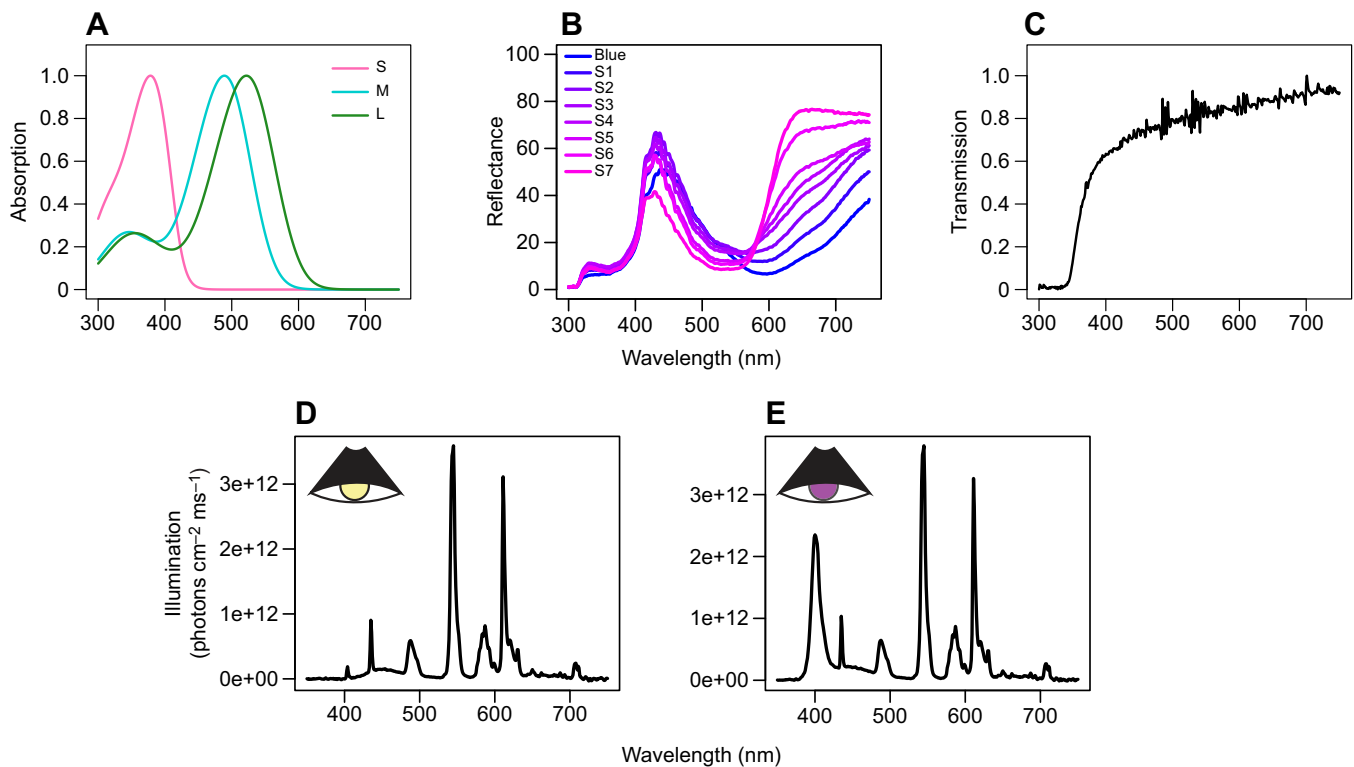 A
Absorption
1.0
0.8
0.6
0.4
0.2
0
300
400
500
600
700
S
M
L
B
Reflectance
100
80
60
40
20
0
300
400
500
600
700
Blue
S1
S2
S3
S4
S5
S6
S7
C
Transmission
1.0
0.8
0.6
0.4
0.2
0
300
400
500
600
700
Wavelength (nm)
D
Illumination
(photons cm–2 ms–1)
3e+12
2e+12
1e+12
0e+00
400
500
600
700
E
3e+12
2e+12
1e+12
0e+00
400
500
600
700
Wavelength (nm)